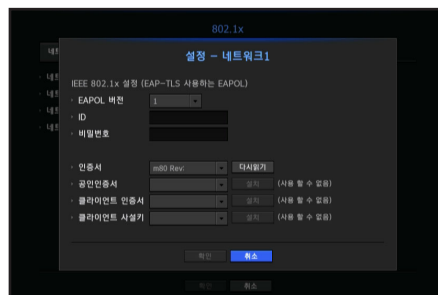 802.1x
설정 - 네트워크1
IEEE 802.1x 설정 (EAP-TLS 사용하는 EAPOL)
· EAPOL 버전 1
· ID
· 비밀번호
· 인증서 m80 Rev: 다시읽기
· 공인인증서 설치 (사용 할 수 없음)
· 클라이언트 인증서 설치 (사용 할 수 없음)
· 클라이언트 사설키 설치 (사용 할 수 없음)
확인 취소
확인 취소